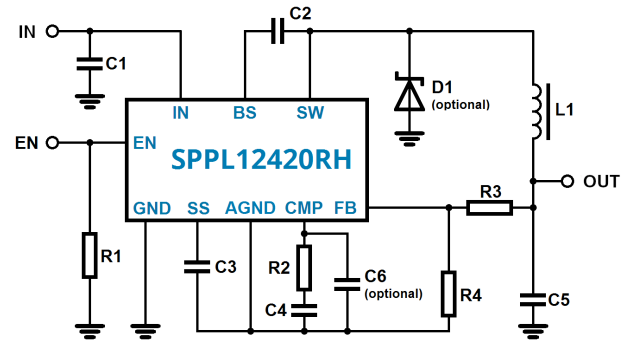 C2
IN
C1
D1
(optional)
L1
IN BS SW
EN
EN
SPPL12420RH
OUT
R3
GND SS AGND CMP FB
R1
C3
R2
C6
(optional)
R4
C4
C5